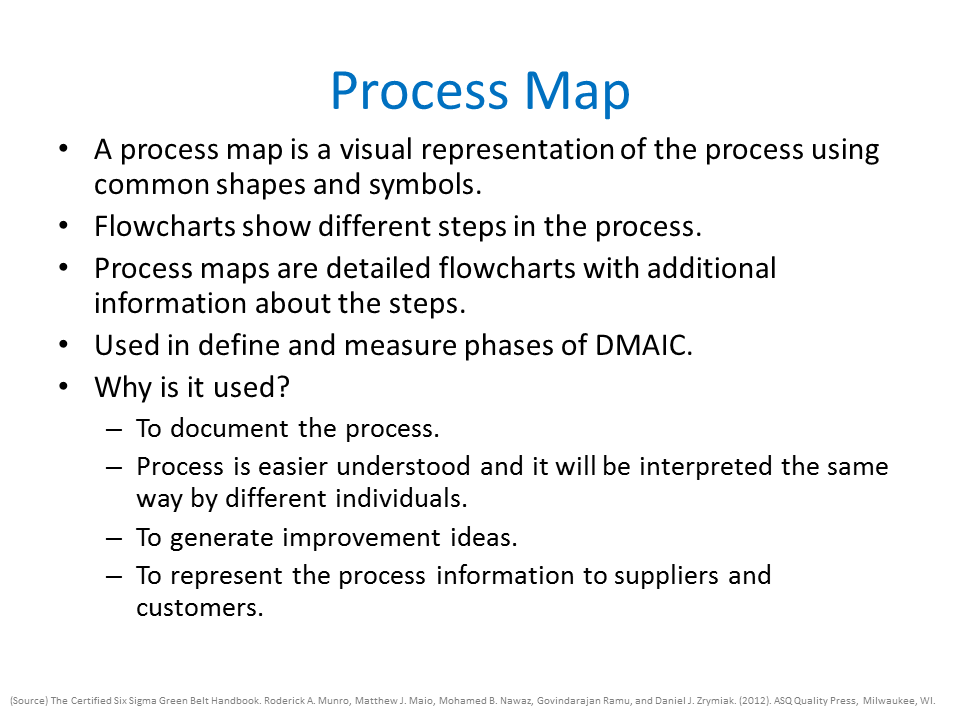 Process Map
• A process map is a visual representation of the process using
common shapes and symbols.
• Flowcharts show different steps in the process.
• Process maps are detailed flowcharts with additional
information about the steps.
• Used in define and measure phases of DMAIC.
• Why is it used?
– To document the process.
– Process is easier understood and it will be interpreted the same
way by different individuals.
– To generate improvement ideas.
– To represent the process information to suppliers and
customers.
(Source) The Certified Six Sigma Green Belt Handbook. Roderick A. Munro, Matthew J. Maio, Mohamed B. Nawaz, Govindarajan Ramu, and Daniel J. Zrymiak. (2012). ASQ Quality Press, Milwaukee, WI.